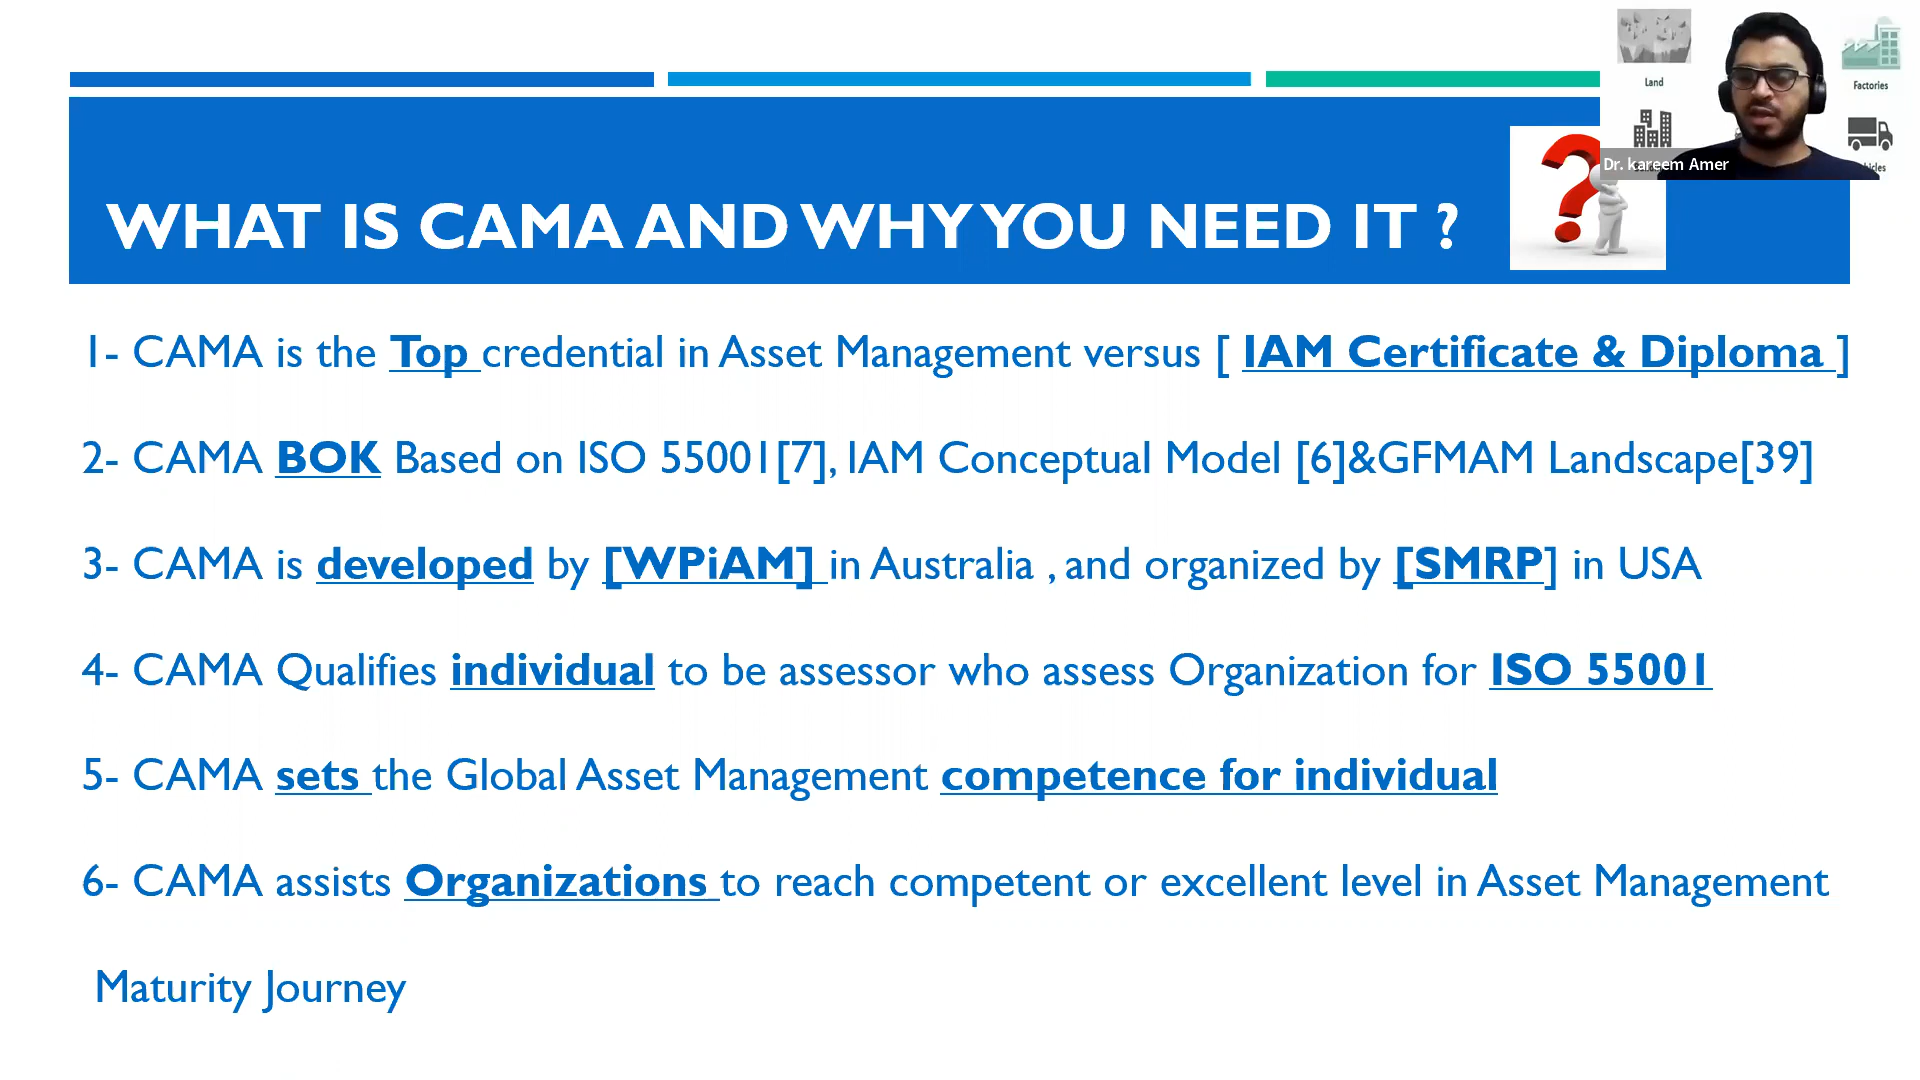 Land
Factories
Dr. kareem Amer
WHAT IS CAMA AND WHY YOU NEED IT ?
1- CAMA is the Top credential in Asset Management versus [ IAM Certificate & Diploma ]
2- CAMA BOK Based on ISO 55001[7], IAM Conceptual Model [6]&GFMAM Landscape[39]
3- CAMA is developed by [WPiAM] in Australia , and organized by [SMRP] in USA
4- CAMA Qualifies individual to be assessor who assess Organization for ISO 55001
5- CAMA sets the Global Asset Management competence for individual
6- CAMA assists Organizations to reach competent or excellent level in Asset Management
Maturity Journey